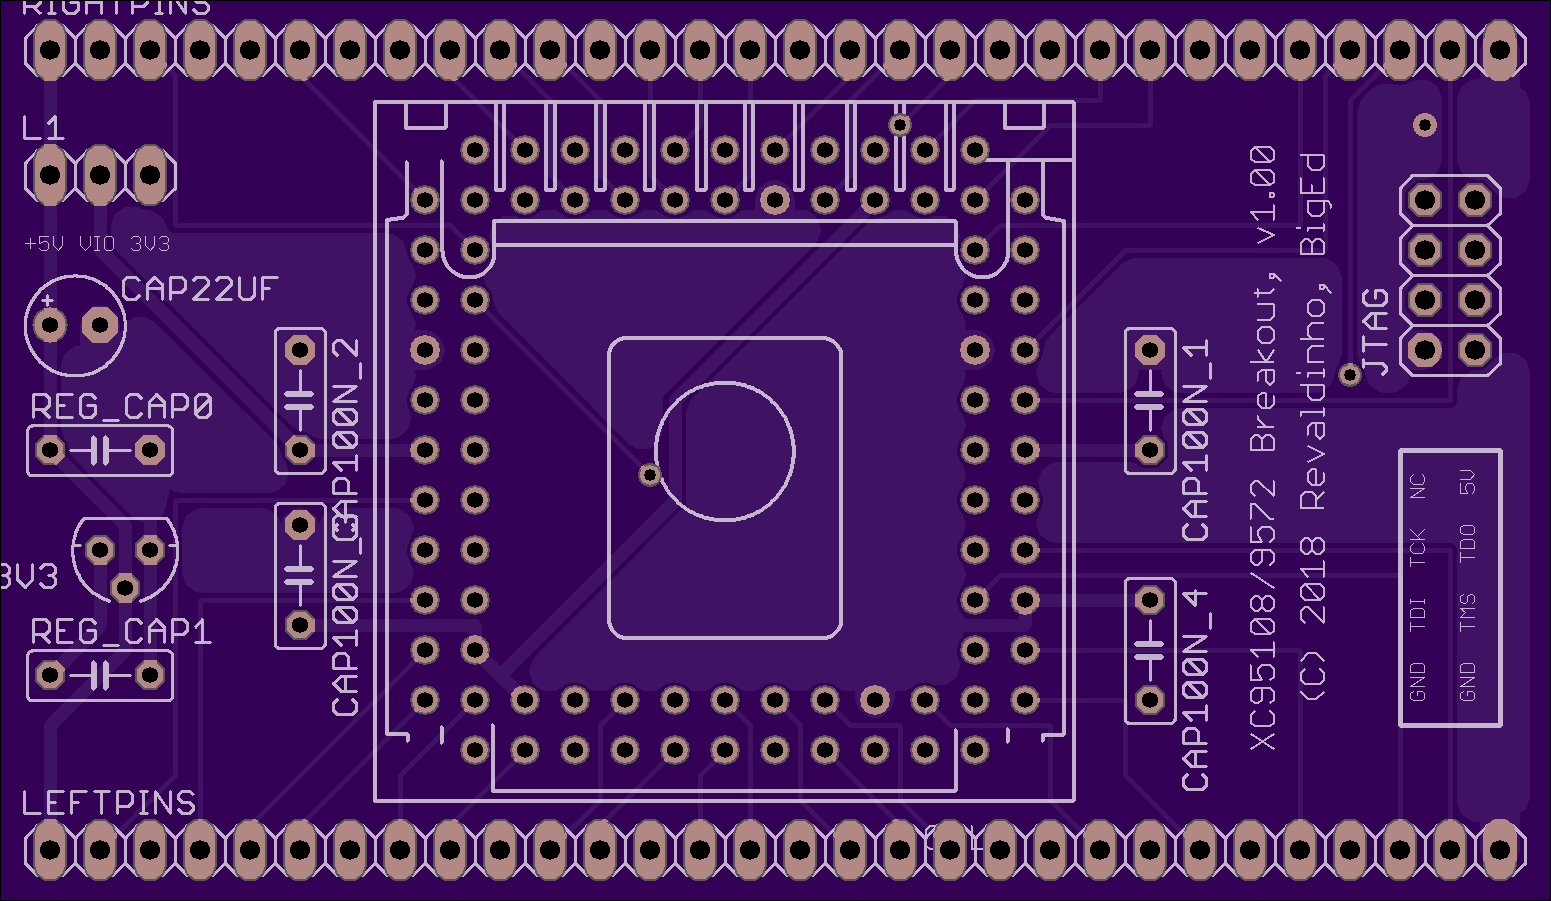 RIGHTPINS
L1
+5V VIO 3V3
CAP22UF
+
REG_CAP0
CAP100N_2
CAP100N_3
3V3
REG_CAP1
CAP100N_1
CAP100N_4
XC95108/9572 Breakout, v1.00
(C) 2018 Revaldinho, BigEd
JTAG
GND TDI TCK NC
GND TMS TDO 5V
LEFTPINS